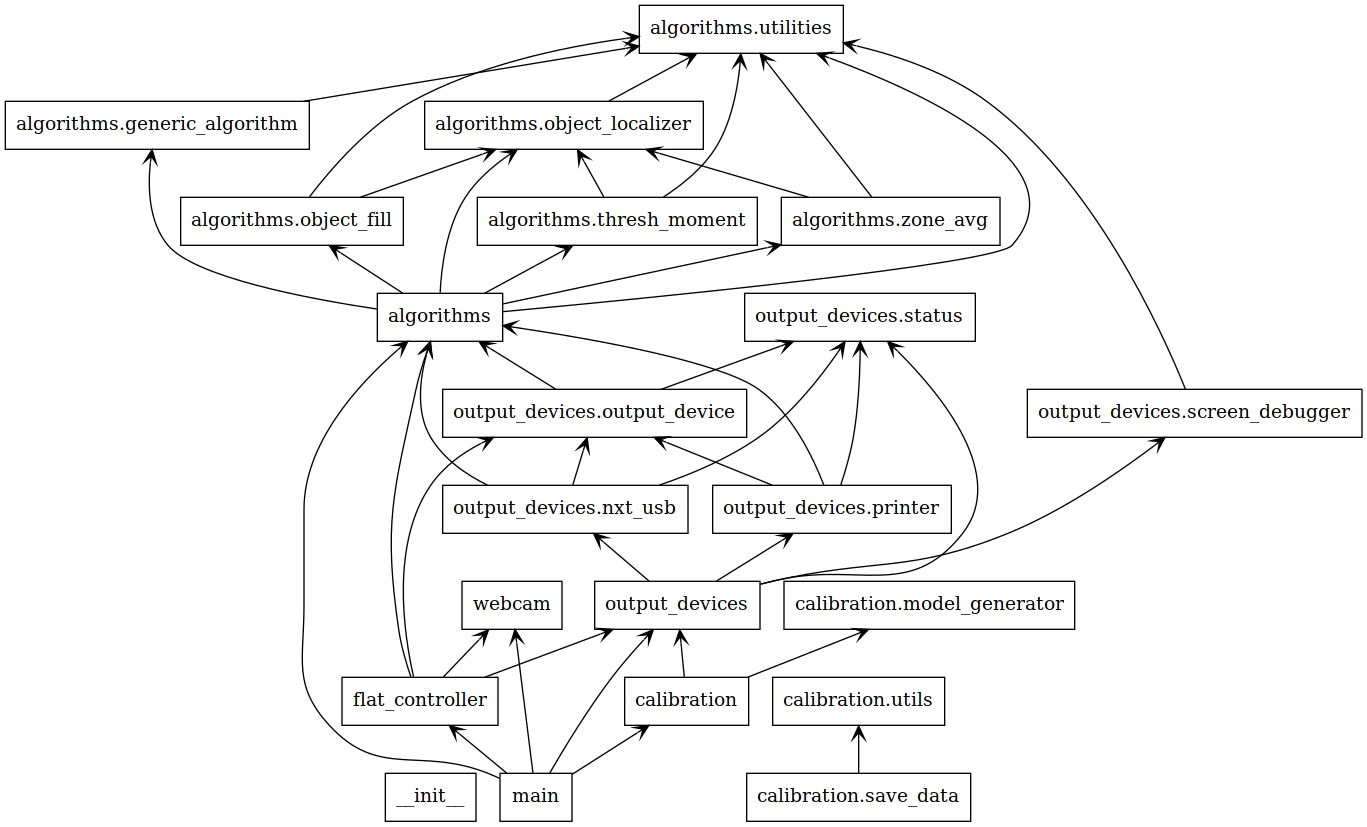 algorithms.utilities
algorithms.generic_algorithm
algorithms.object_localizer
algorithms.object_fill
algorithms.thresh_moment
algorithms.zone_avg
algorithms
output_devices.status
output_devices.output_device
output_devices.screen_debugger
output_devices.nxt_usb
output_devices.printer
webcam
output_devices
calibration.model_generator
flat_controller
calibration
calibration.utils
__init__
main
calibration.save_data